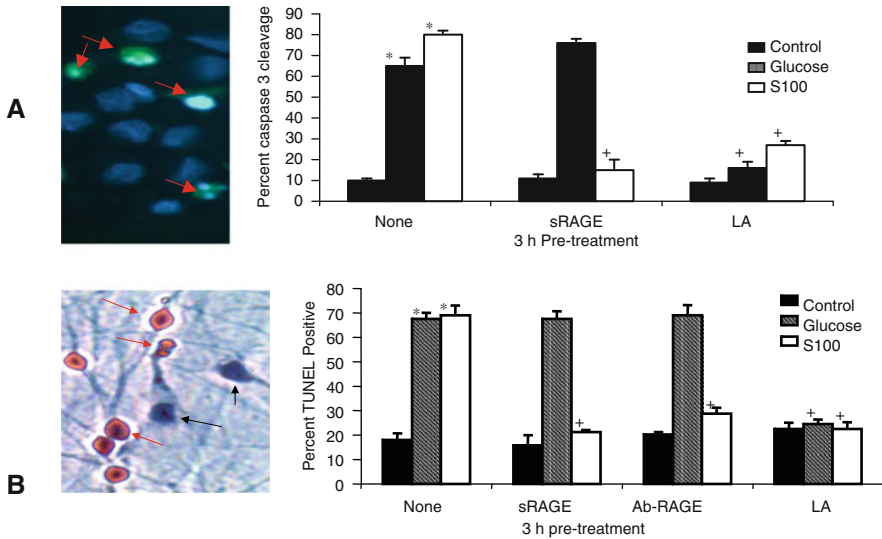 A
Percent caspase 3 cleavage
90
80
70
60
50
40
30
20
10
0
*
*
+
+
+
Control
Glucose
S100
None
sRAGE
LA
3 h Pre-treatment
B
Percent TUNEL Positive
80
70
60
50
40
30
20
10
0
*
*
+
+
+
+
Control
Glucose
S100
None
sRAGE
Ab-RAGE
LA
3 h pre-treatment